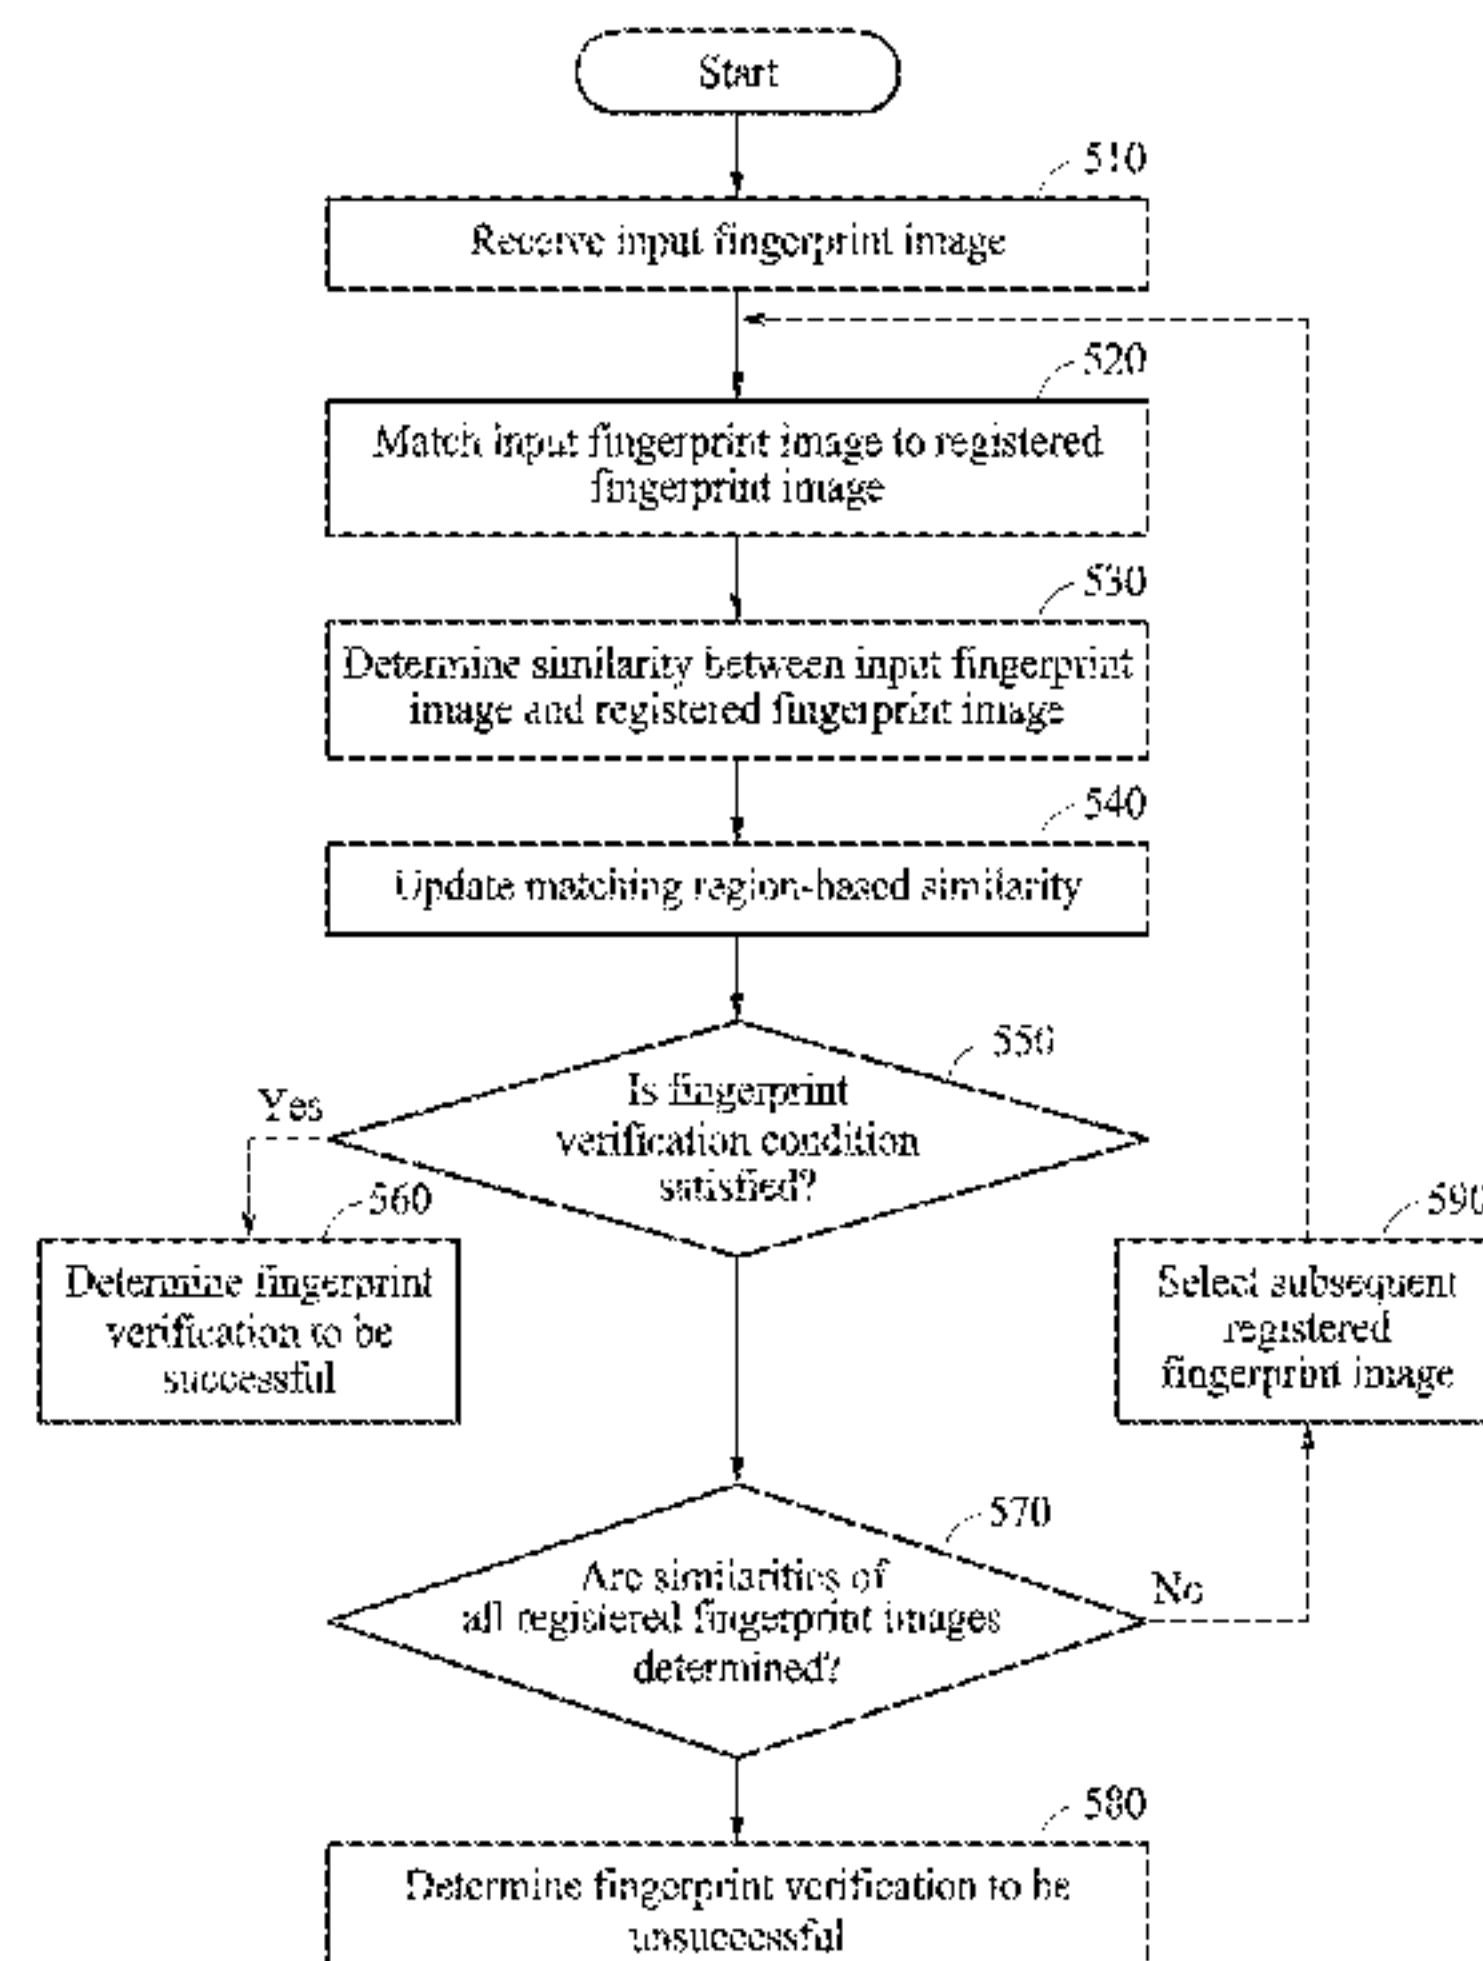 Start
510
Receive input fingerprint image
520
Match input fingerprint image to registered
fingerprint image
530
Determine similarity between input fingerprint
image and registered fingerprint image
540
Update matching region-based similarity
550
Is fingerprint
verification condition
satisfied?
Yes
560
Determine fingerprint
verification to be
successful
590
Select subsequent
registered
fingerprint image
570
Are similarities of
all registered fingerprint images
determined?
No
580
Determine fingerprint verification to be
unsuccessful